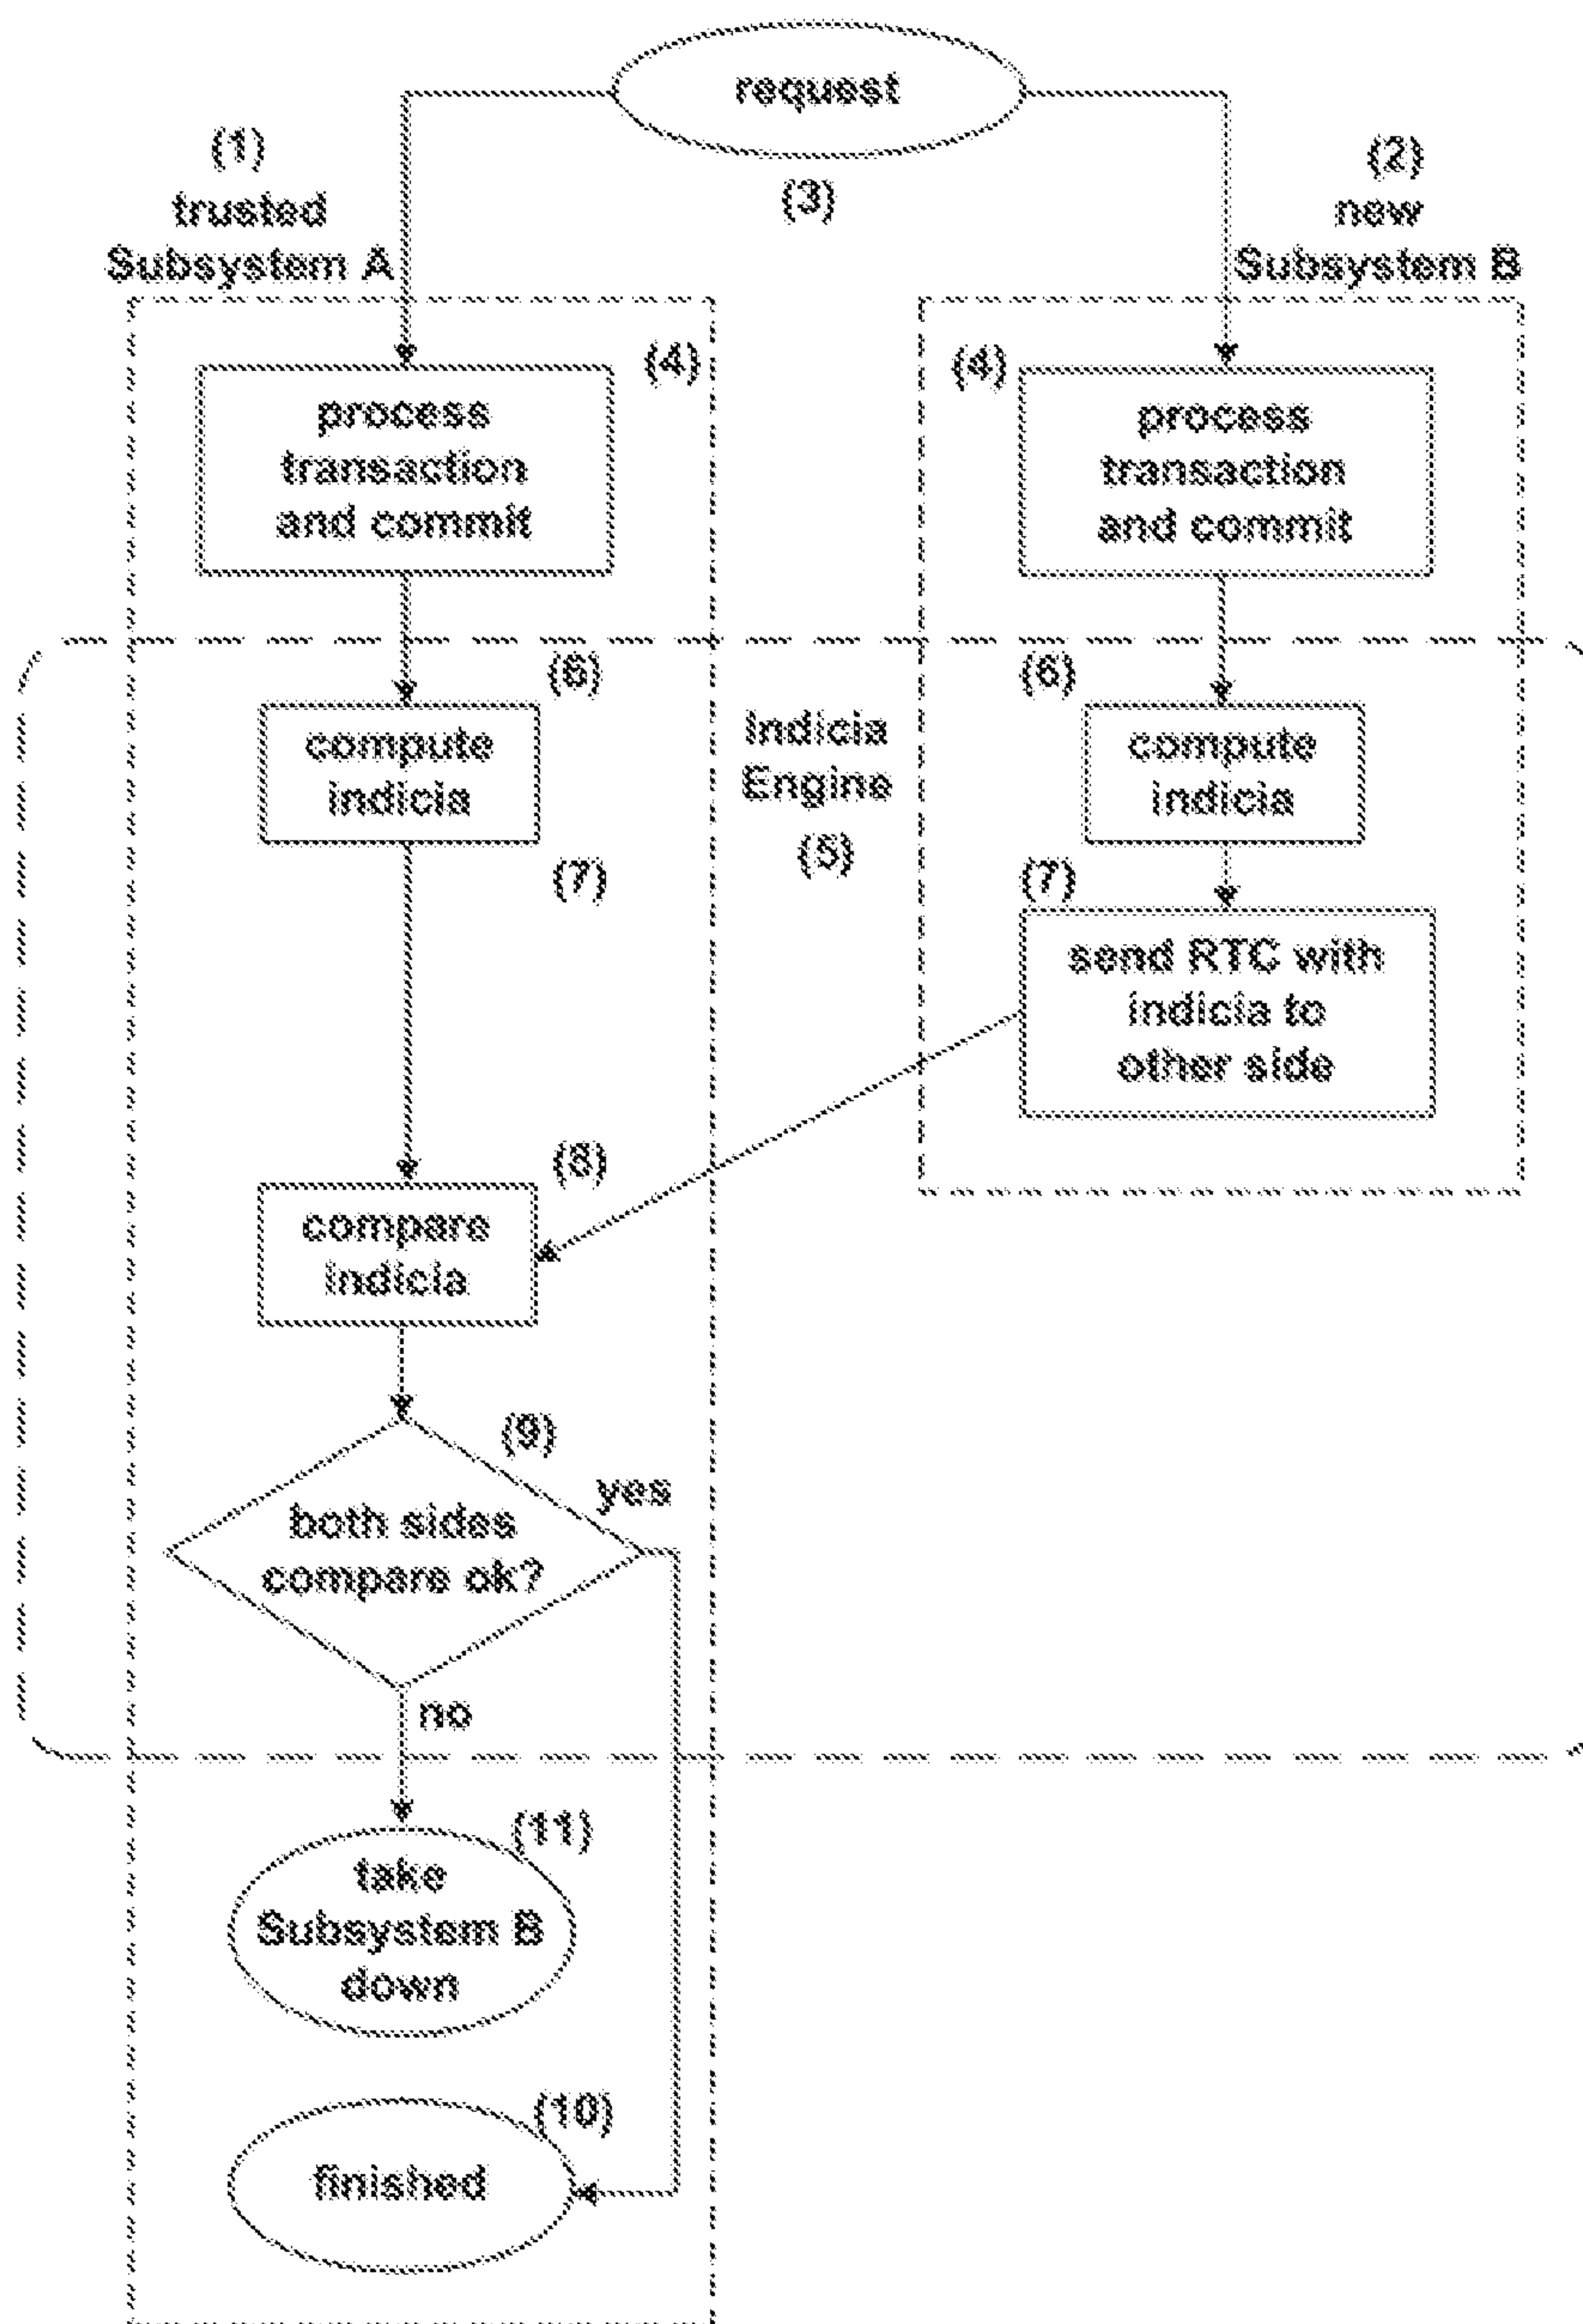 request
(3)
(1)
trusted
Subsystem A
(2)
new
Subsystem B
(4)
process
transaction
and commit
(4)
process
transaction
and commit
(6)
compute
indicia
(7)
Indicia
Engine
(5)
(6)
compute
indicia
(7)
send RTC with
indicia to
other side
(8)
compare
indicia
(9)
yes
both sides
compare ok?
no
(11)
take
Subsystem B
down
(10)
finished